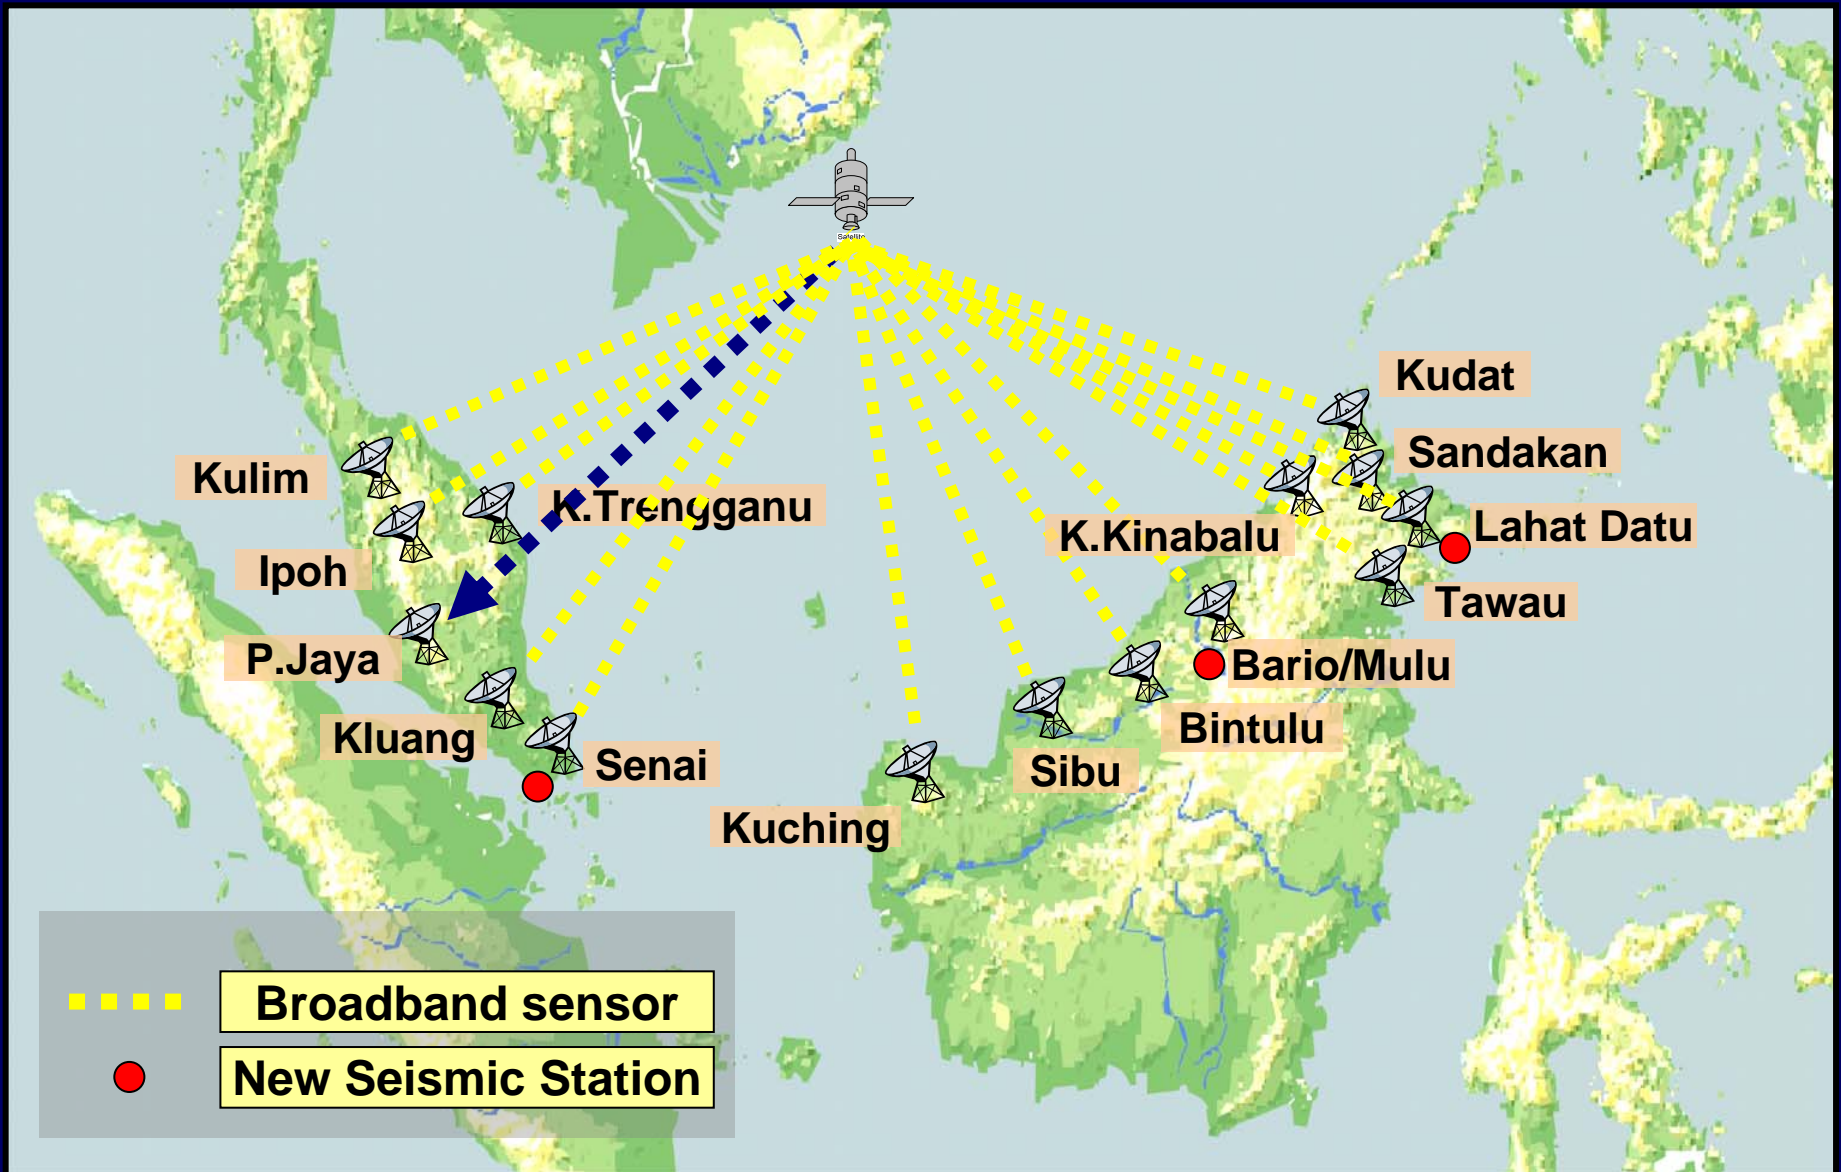 Satellite
Kudat
Sandakan
Kulim
K.Trengganu
Lahat Datu
K.Kinabalu
Ipoh
Tawau
P.Jaya
Bario/Mulu
Bintulu
Kluang
Senai
Sibu
Kuching
Broadband sensor
New Seismic Station